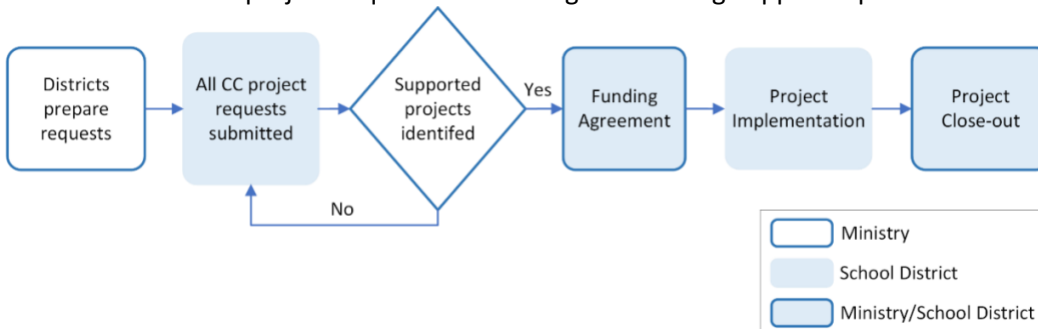 Districts
prepare
requests
All CC project
requests
submitted
Supported
projects
identifed
Yes
No
Funding
Agreement
Project
Implementation
Project
Close-out
Ministry
School District
Ministry/School District